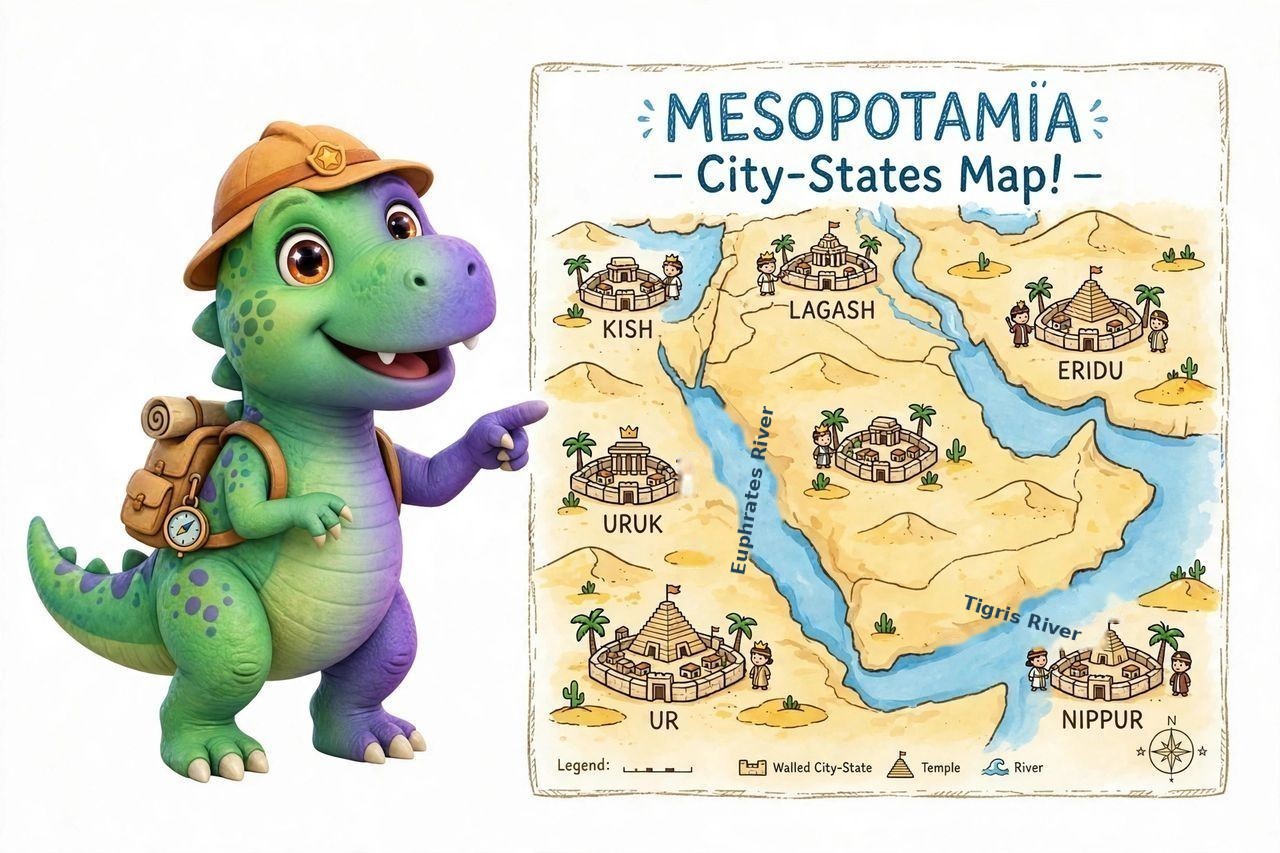 MESOPOTAMÏA
– City-States Map! –
KISH
LAGASH
ERIDU
Euphrates River
URUK
Tigris River
UR
NIPPUR
N
Legend:
Walled City-State
Temple
River